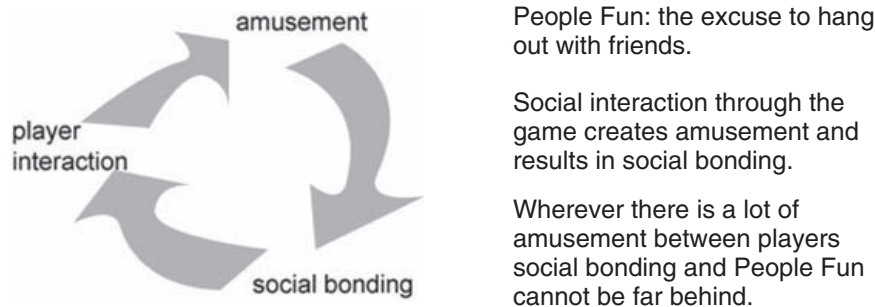 amusement
player
interaction
social bonding
People Fun: the excuse to hang
out with friends.
Social interaction through the
game creates amusement and
results in social bonding.
Wherever there is a lot of
amusement between players
social bonding and People Fun
cannot be far behind.